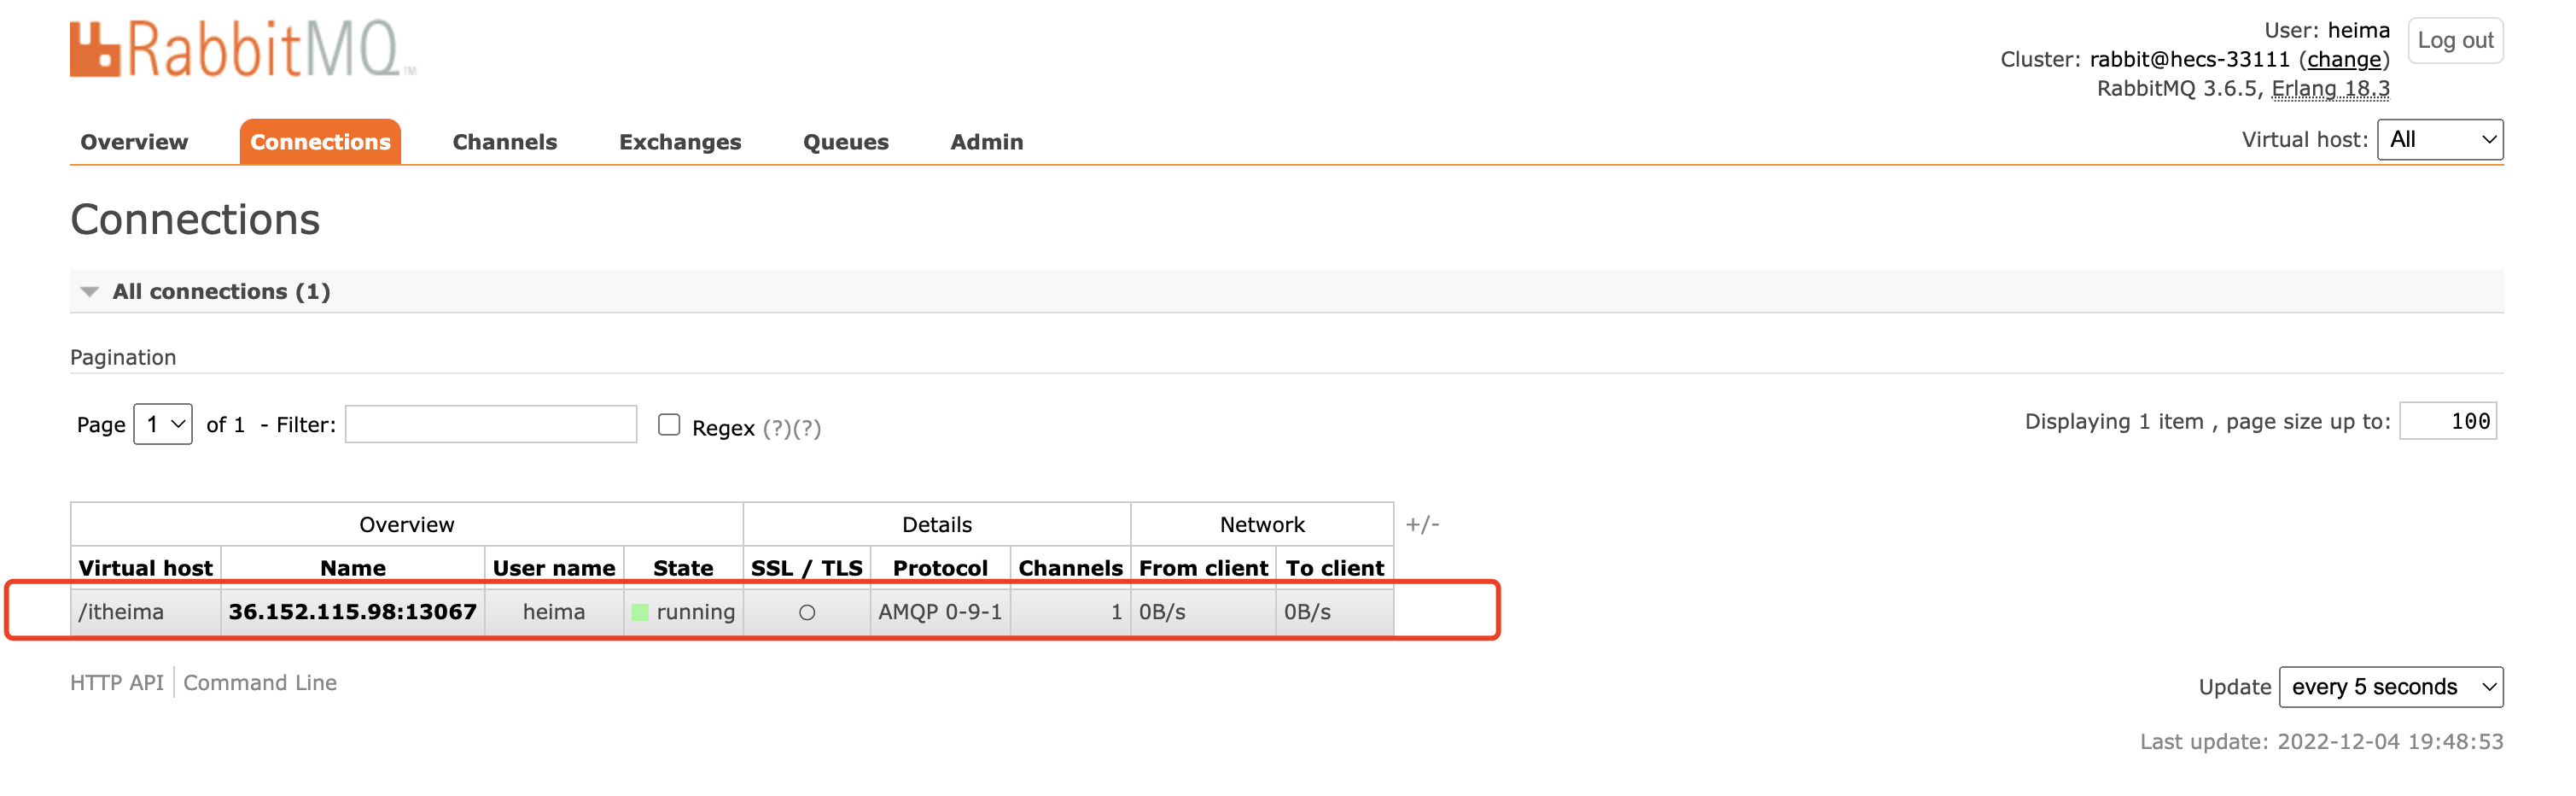 RabbitMQ TM
User: heima
Log out
Cluster: rabbit@hecs-33111 (change)
RabbitMQ 3.6.5, Erlang 18.3
Overview Connections Channels Exchanges Queues Admin
Virtual host: All
Connections
All connections (1)
Pagination
Page 1 of 1 - Filter: Regex (?)(?)
Displaying 1 item , page size up to: 100
Overview Details Network +/-
Virtual host Name User name State SSL / TLS Protocol Channels From client To client
/itheima 36.152.115.98:13067 heima running ○ AMQP 0-9-1 1 0B/s 0B/s
HTTP API Command Line
Update every 5 seconds
Last update: 2022-12-04 19:48:53